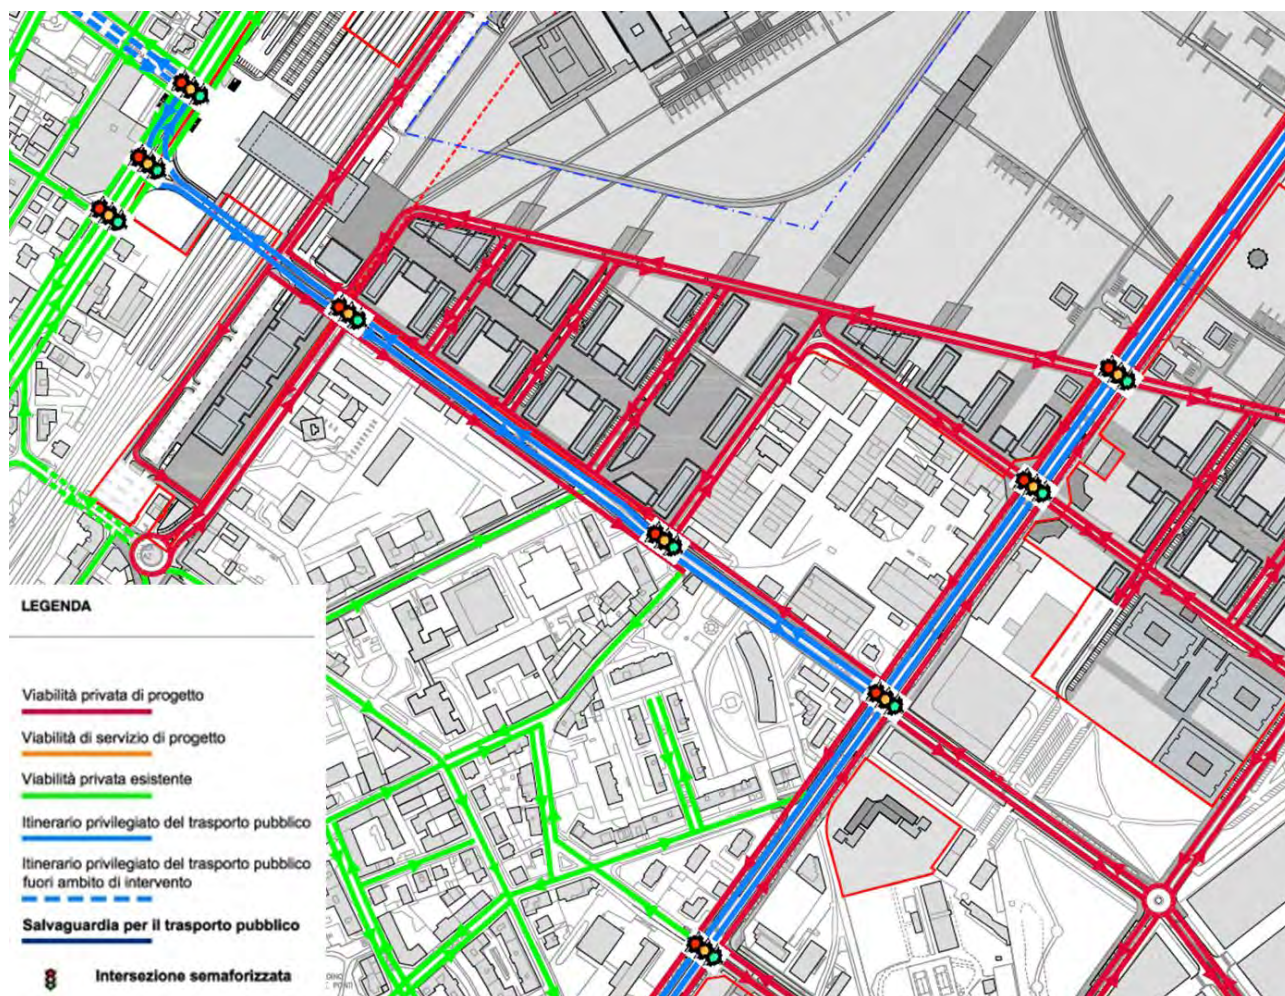 LEGENDA
Viabilità privata di progetto
Viabilità di servizio di progetto
Viabilità privata esistente
Itinerario privilegiato del trasporto pubblico
Itinerario privilegiato del trasporto pubblico
fuori ambito di intervento
Salvaguardia per il trasporto pubblico
Intersezione semaforizzata